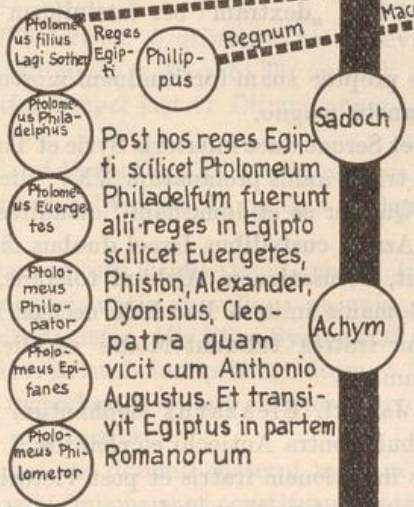 Ptolome
us filius
Lagi Sother
Reges
Egip-
ti
Philip-
pus
Regnum
Mac
Ptolome
us Phila-
delphus
Ptolome-
us Euerge
tes
Ptolo-
meus
Philo-
pator
Ptolo-
meus Epi-
fanes
Ptolo-
meus Phi-
lometor
Post hos reges Egip-
ti scilicet Ptolomeum
Philadelfum fuerunt
alii reges in Egipto
scilicet Euergetes,
Phiston, Alexander,
Dyonisius, Cleo-
patra quam
vicit cum Anthonio
Augustus. Et transi-
vit Egiptus in partem
Romanorum
Sadoch
Achym